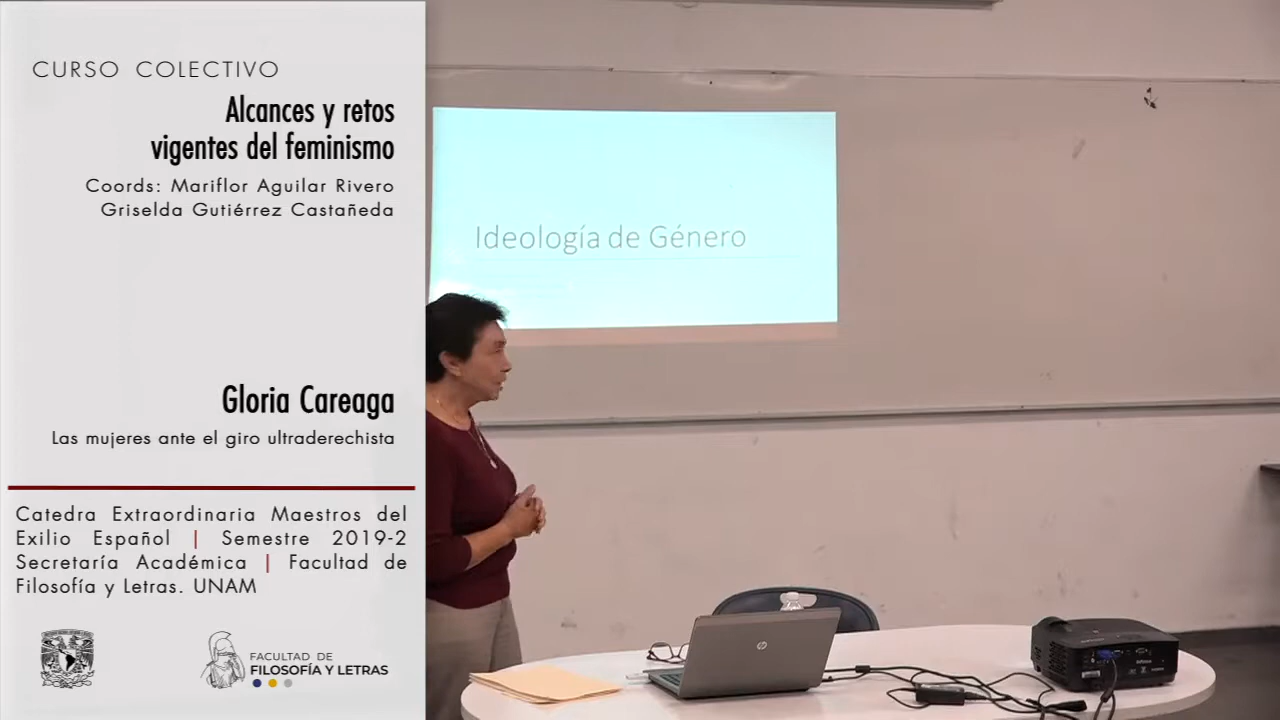 CURSO COLECTIVO
Alcances y retos
vigentes del feminismo
Coords: Mariflor Aguilar Rivero
Griselda Gutiérrez Castañeda
Gloria Careaga
Las mujeres ante el giro ultraderechista
Catedra Extraordinaria Maestros del
Exilio Español | Semestre 2019-2
Secretaría Académica | Facultad de
Filosofía y Letras. UNAM
FACULTAD DE
FILOSOFÍA Y LETRAS
Ideología de Género
hp